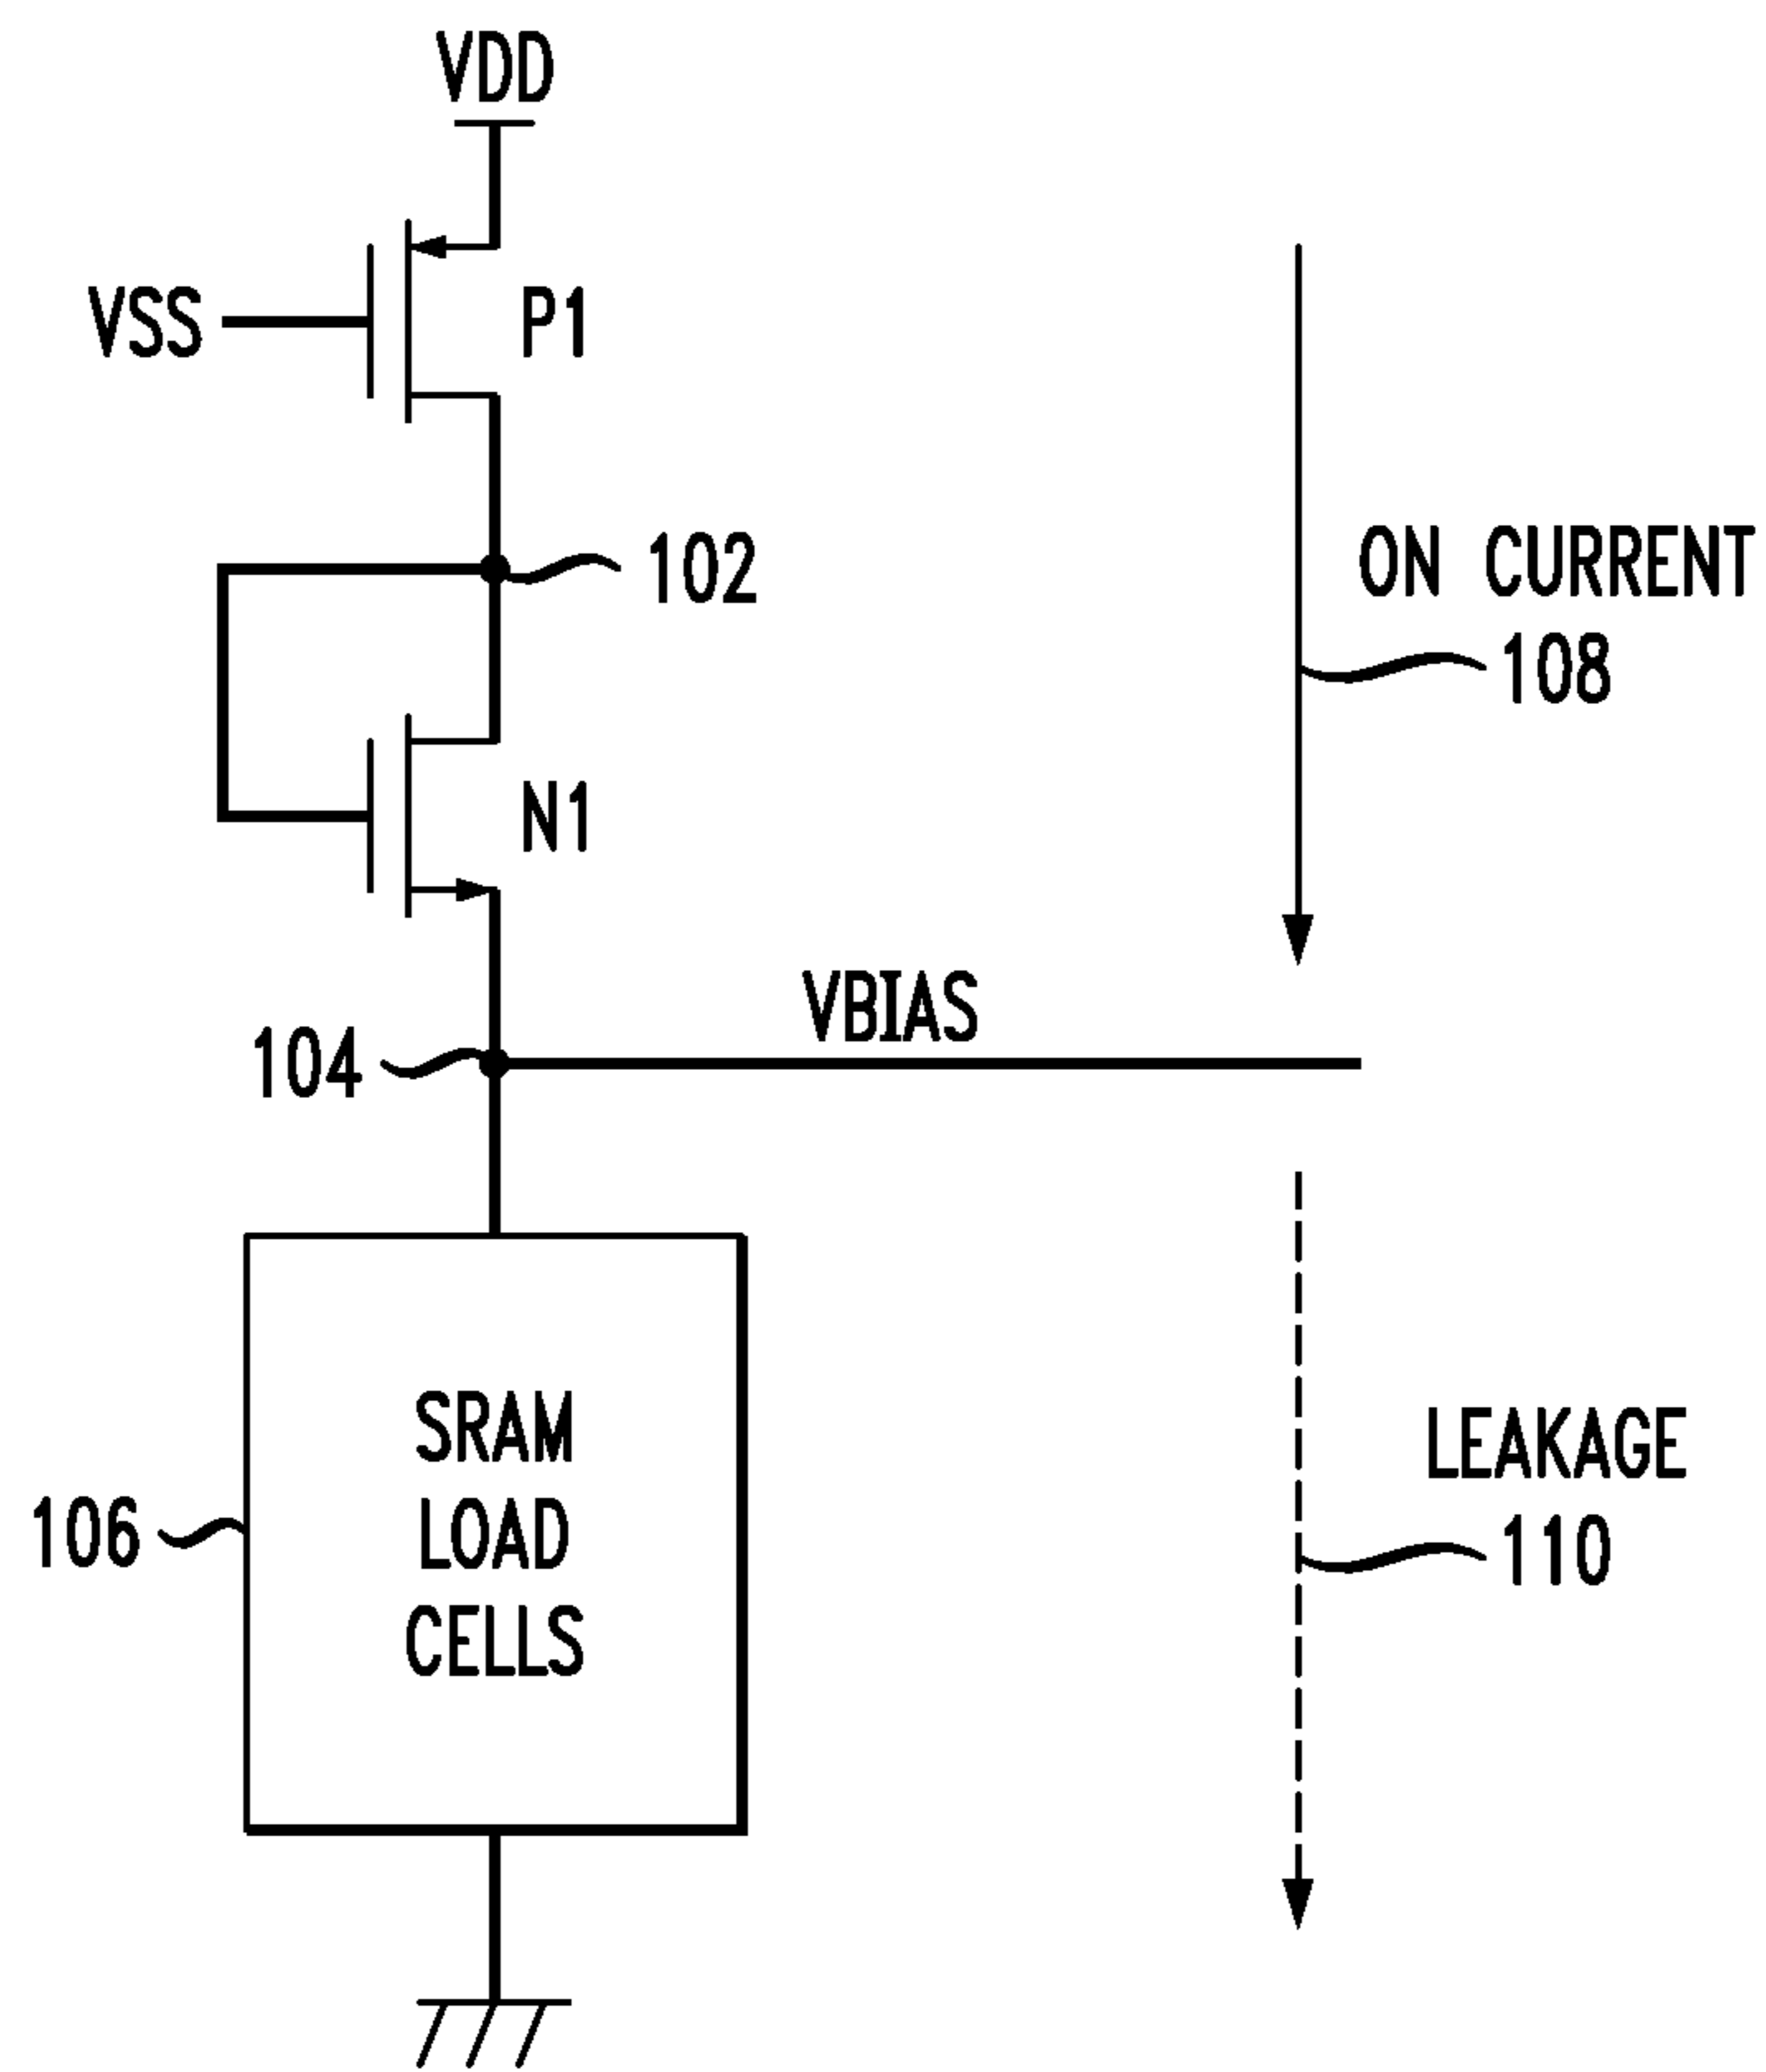 VDD
VSS
P1
102
ON CURRENT
108
N1
VBIAS
104
SRAM
LOAD
CELLS
106
LEAKAGE
110